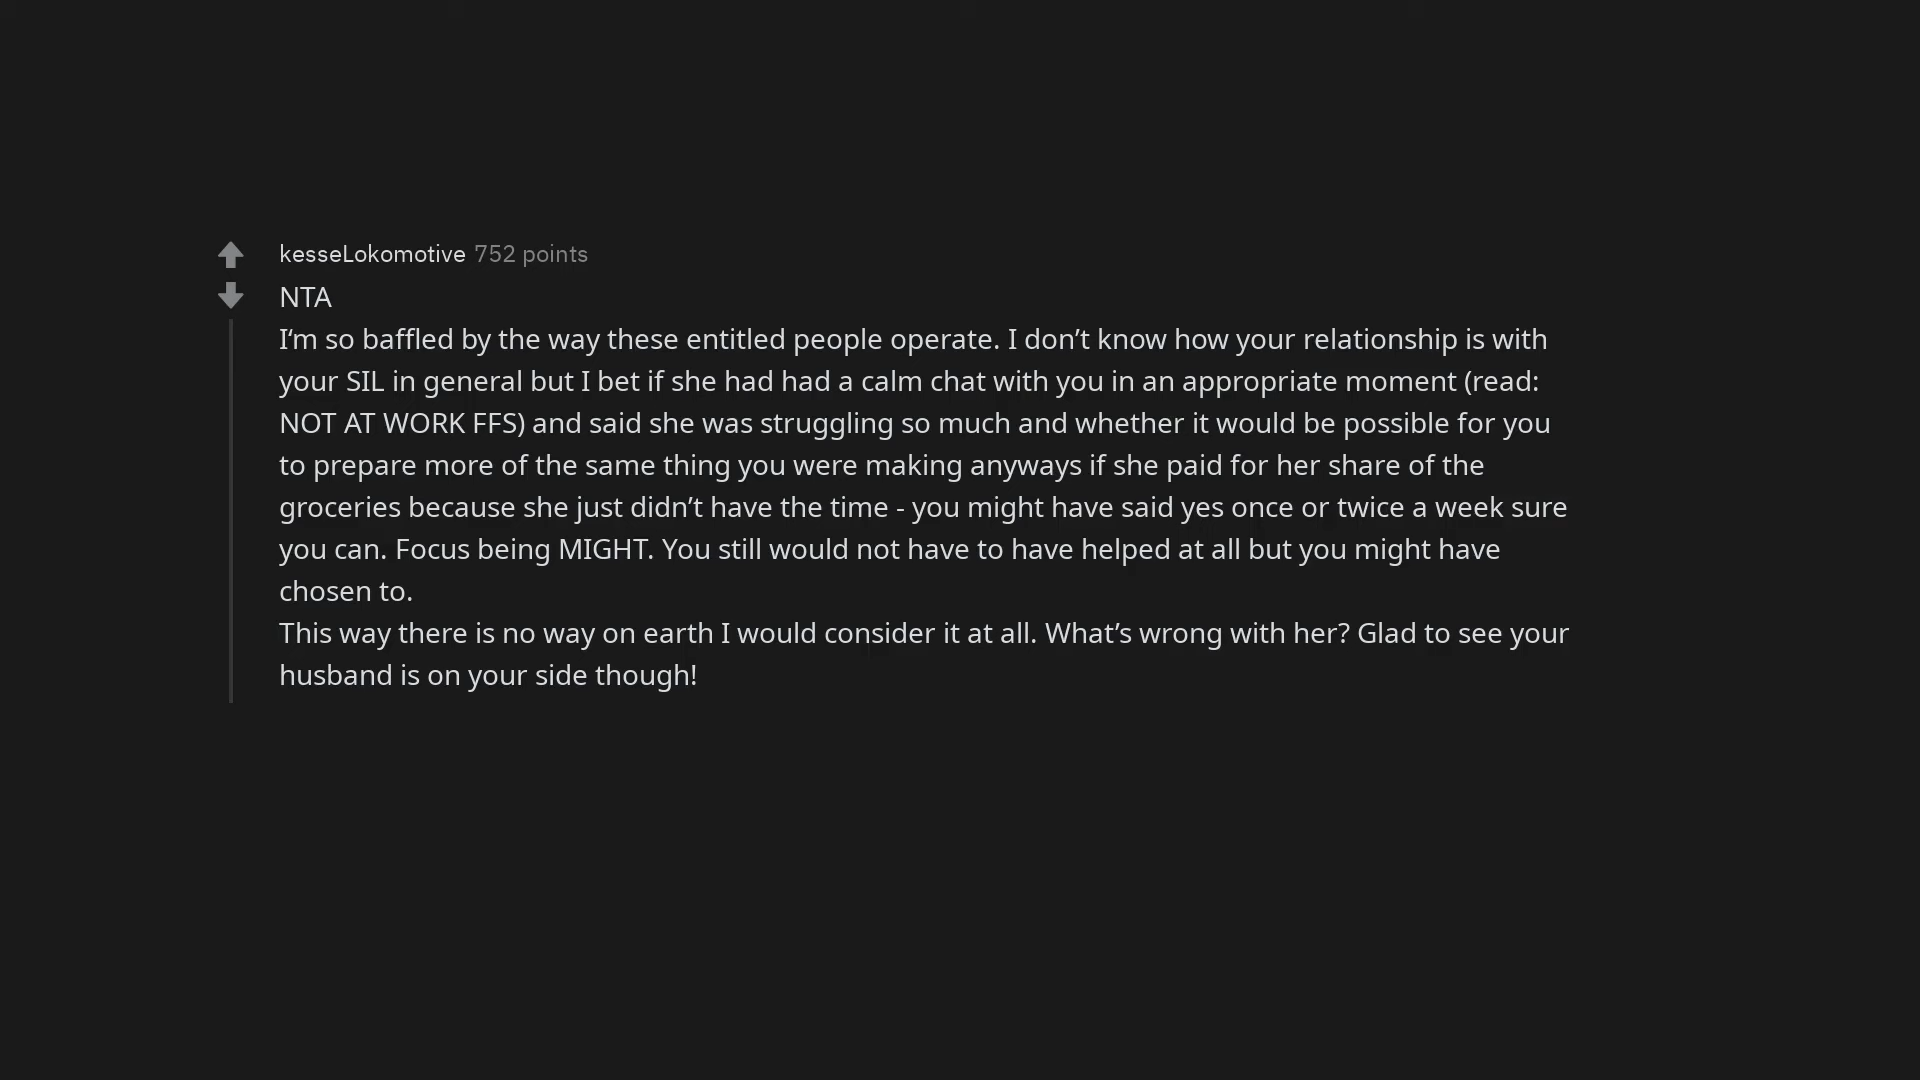 kesseLokomotive 752 points
NTA
I‘m so baffled by the way these entitled people operate. I don’t know how your relationship is with
your SIL in general but I bet if she had had a calm chat with you in an appropriate moment (read:
NOT AT WORK FFS) and said she was struggling so much and whether it would be possible for you
to prepare more of the same thing you were making anyways if she paid for her share of the
groceries because she just didn’t have the time - you might have said yes once or twice a week sure
you can. Focus being MIGHT. You still would not have to have helped at all but you might have
chosen to.
This way there is no way on earth I would consider it at all. What’s wrong with her? Glad to see your
husband is on your side though!